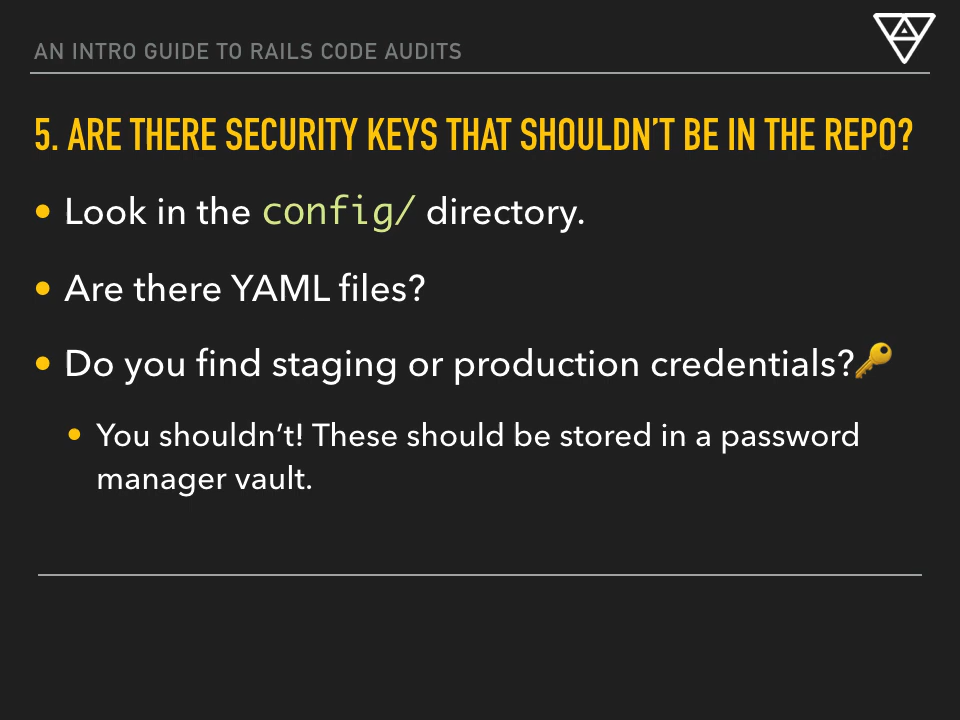 AN INTRO GUIDE TO RAILS CODE AUDITS
5. ARE THERE SECURITY KEYS THAT SHOULDN’T BE IN THE REPO?
• Look in the config/ directory.
• Are there YAML files?
• Do you find staging or production credentials?🔑
• You shouldn’t! These should be stored in a password
manager vault.